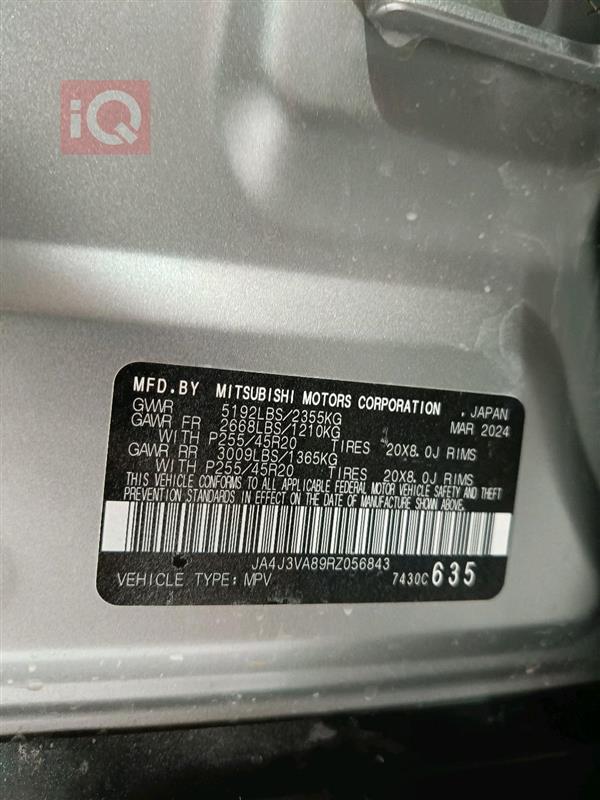 iQ
MFD.BY MITSUBISHI MOTORS CORPORATION , JAPAN
GVWR 5192LBS/2355KG MAR 2024
GAWR FR 2668LBS/1210KG
WITH P255/45R20 TIRES 20X8.0J RIMS
GAWR RR 3009LBS/1365KG
WITH P255/45R20 TIRES 20X8.0J RIMS
THIS VEHICLE CONFORMS TO ALL APPLICABLE FEDERAL MOTOR VEHICLE SAFETY AND THEFT
PREVENTION STANDARDS IN EFFECT ON THE DATE OF MANUFACTURE SHOWN ABOVE.
JA4J3VA89RZ056843
VEHICLE TYPE: MPV 7430C 635